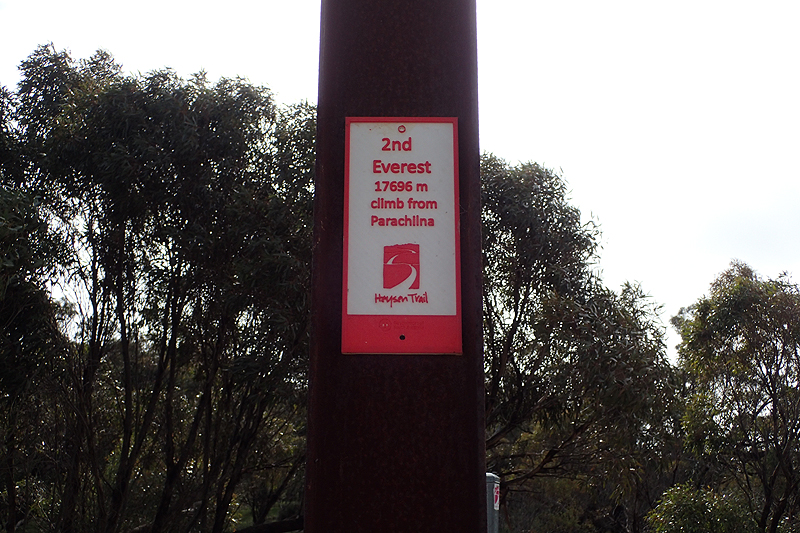 2nd
Everest
17696 m
climb from
Parachilna
Heysen Trail